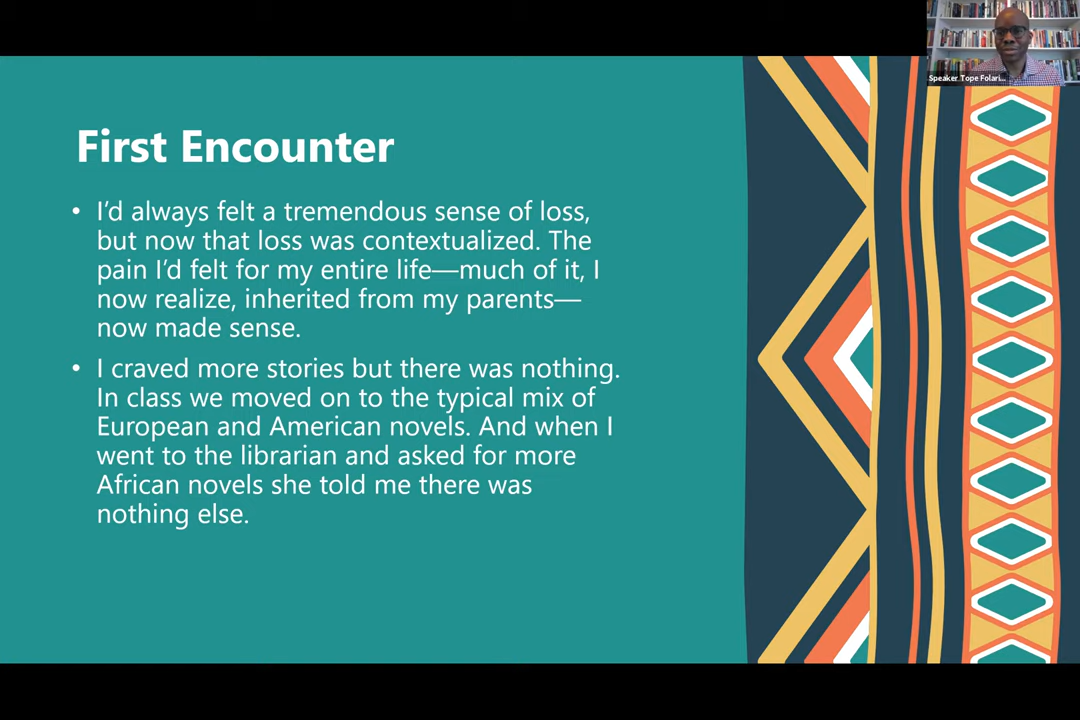 Speaker Tope Folari...
First Encounter
• I’d always felt a tremendous sense of loss,
but now that loss was contextualized. The
pain I’d felt for my entire life—much of it, I
now realize, inherited from my parents—
now made sense.
• I craved more stories but there was nothing.
In class we moved on to the typical mix of
European and American novels. And when I
went to the librarian and asked for more
African novels she told me there was
nothing else.